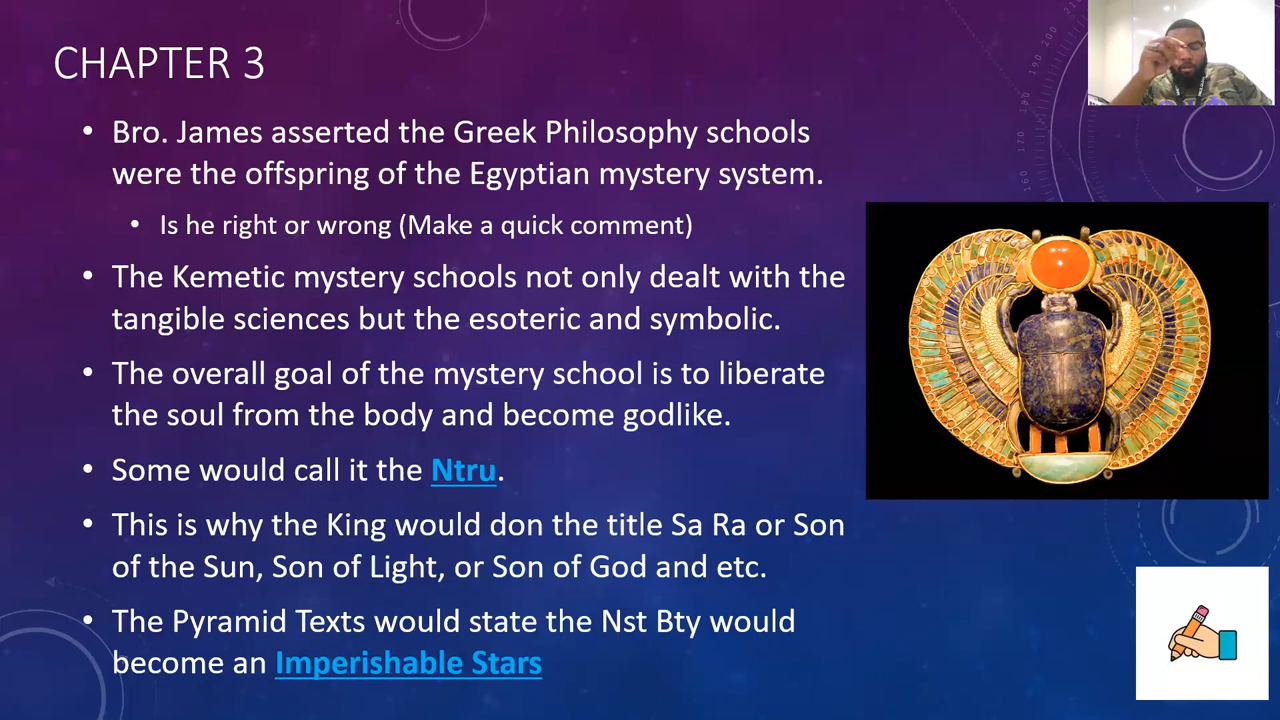 CHAPTER 3
• Bro. James asserted the Greek Philosophy schools
were the offspring of the Egyptian mystery system.
• Is he right or wrong (Make a quick comment)
• The Kemetic mystery schools not only dealt with the
tangible sciences but the esoteric and symbolic.
• The overall goal of the mystery school is to liberate
the soul from the body and become godlike.
• Some would call it the Ntru.
• This is why the King would don the title Sa Ra or Son
of the Sun, Son of Light, or Son of God and etc.
• The Pyramid Texts would state the Nst Bty would
become an Imperishable Stars
160
170
180
190
200